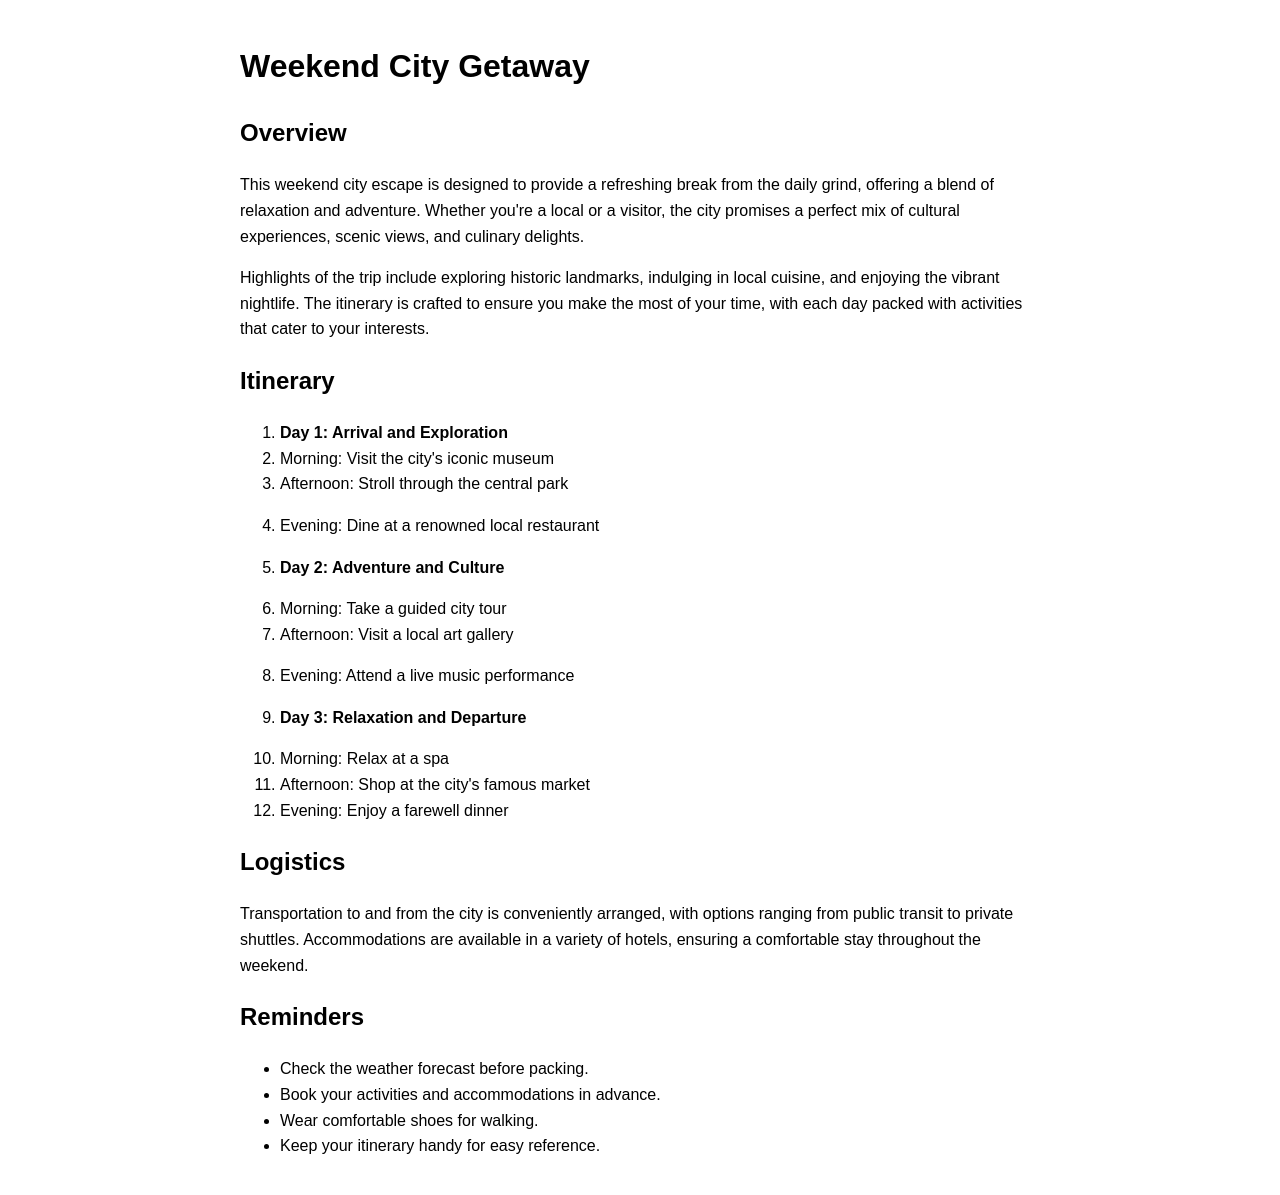 Weekend City Getaway
Overview
This weekend city escape is designed to provide a refreshing break from the daily grind, offering a blend of
relaxation and adventure. Whether you're a local or a visitor, the city promises a perfect mix of cultural
experiences, scenic views, and culinary delights.
Highlights of the trip include exploring historic landmarks, indulging in local cuisine, and enjoying the vibrant
nightlife. The itinerary is crafted to ensure you make the most of your time, with each day packed with activities
that cater to your interests.
Itinerary
1. Day 1: Arrival and Exploration
2. Morning: Visit the city's iconic museum
3. Afternoon: Stroll through the central park
4. Evening: Dine at a renowned local restaurant
5. Day 2: Adventure and Culture
6. Morning: Take a guided city tour
7. Afternoon: Visit a local art gallery
8. Evening: Attend a live music performance
9. Day 3: Relaxation and Departure
10. Morning: Relax at a spa
11. Afternoon: Shop at the city's famous market
12. Evening: Enjoy a farewell dinner
Logistics
Transportation to and from the city is conveniently arranged, with options ranging from public transit to private
shuttles. Accommodations are available in a variety of hotels, ensuring a comfortable stay throughout the
weekend.
Reminders
• Check the weather forecast before packing.
• Book your activities and accommodations in advance.
• Wear comfortable shoes for walking.
• Keep your itinerary handy for easy reference.